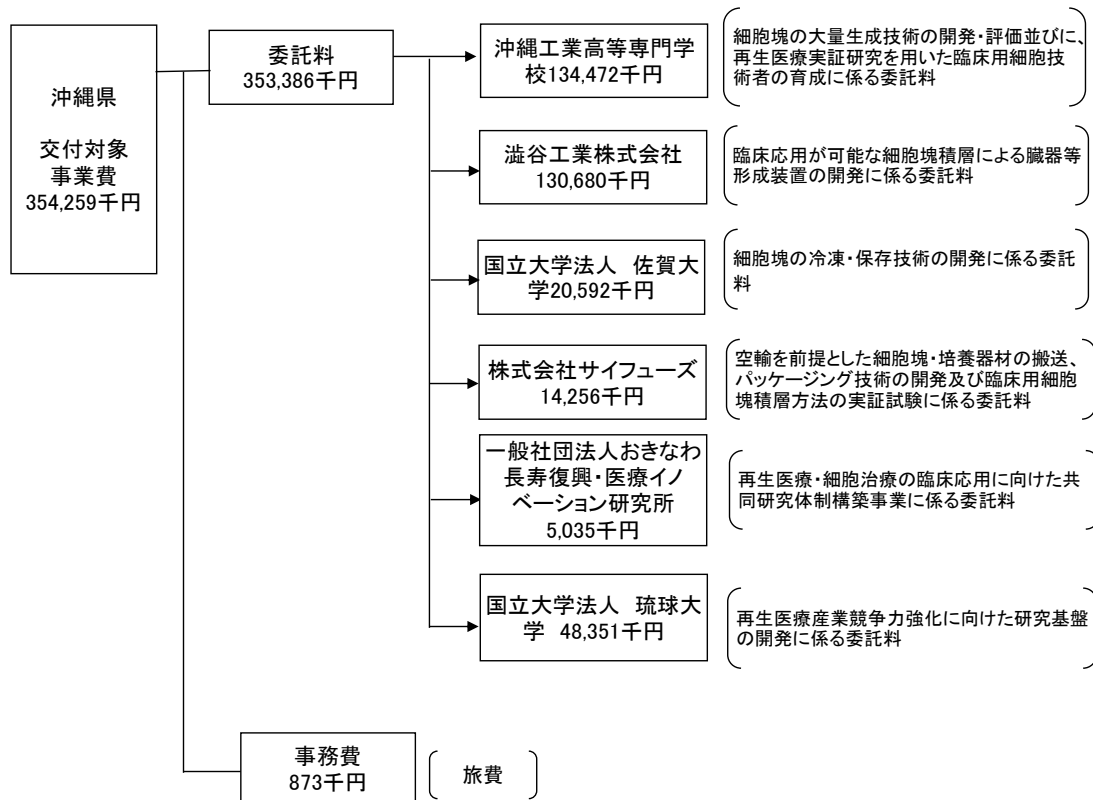 沖縄県
交付対象
事業費
354,259千円
委託料
353,386千円
沖縄工業高等専門学
校134,472千円
細胞塊の大量生成技術の開発・評価並びに、
再生医療実証研究を用いた臨床用細胞技
術者の育成に係る委託料
澁谷工業株式会社
130,680千円
臨床応用が可能な細胞塊積層による臓器等
形成装置の開発に係る委託料
国立大学法人　佐賀大
学20,592千円
細胞塊の冷凍・保存技術の開発に係る委託
料
株式会社サイフューズ
14,256千円
空輸を前提とした細胞塊・培養器材の搬送、
パッケージング技術の開発及び臨床用細胞
塊積層方法の実証試験に係る委託料
一般社団法人おきなわ
長寿復興・医療イノ
ベーション研究所
5,035千円
再生医療・細胞治療の臨床応用に向けた共
同研究体制構築事業に係る委託料
国立大学法人　琉球大
学　48,351千円
再生医療産業競争力強化に向けた研究基盤
の開発に係る委託料
事務費
873千円
旅費